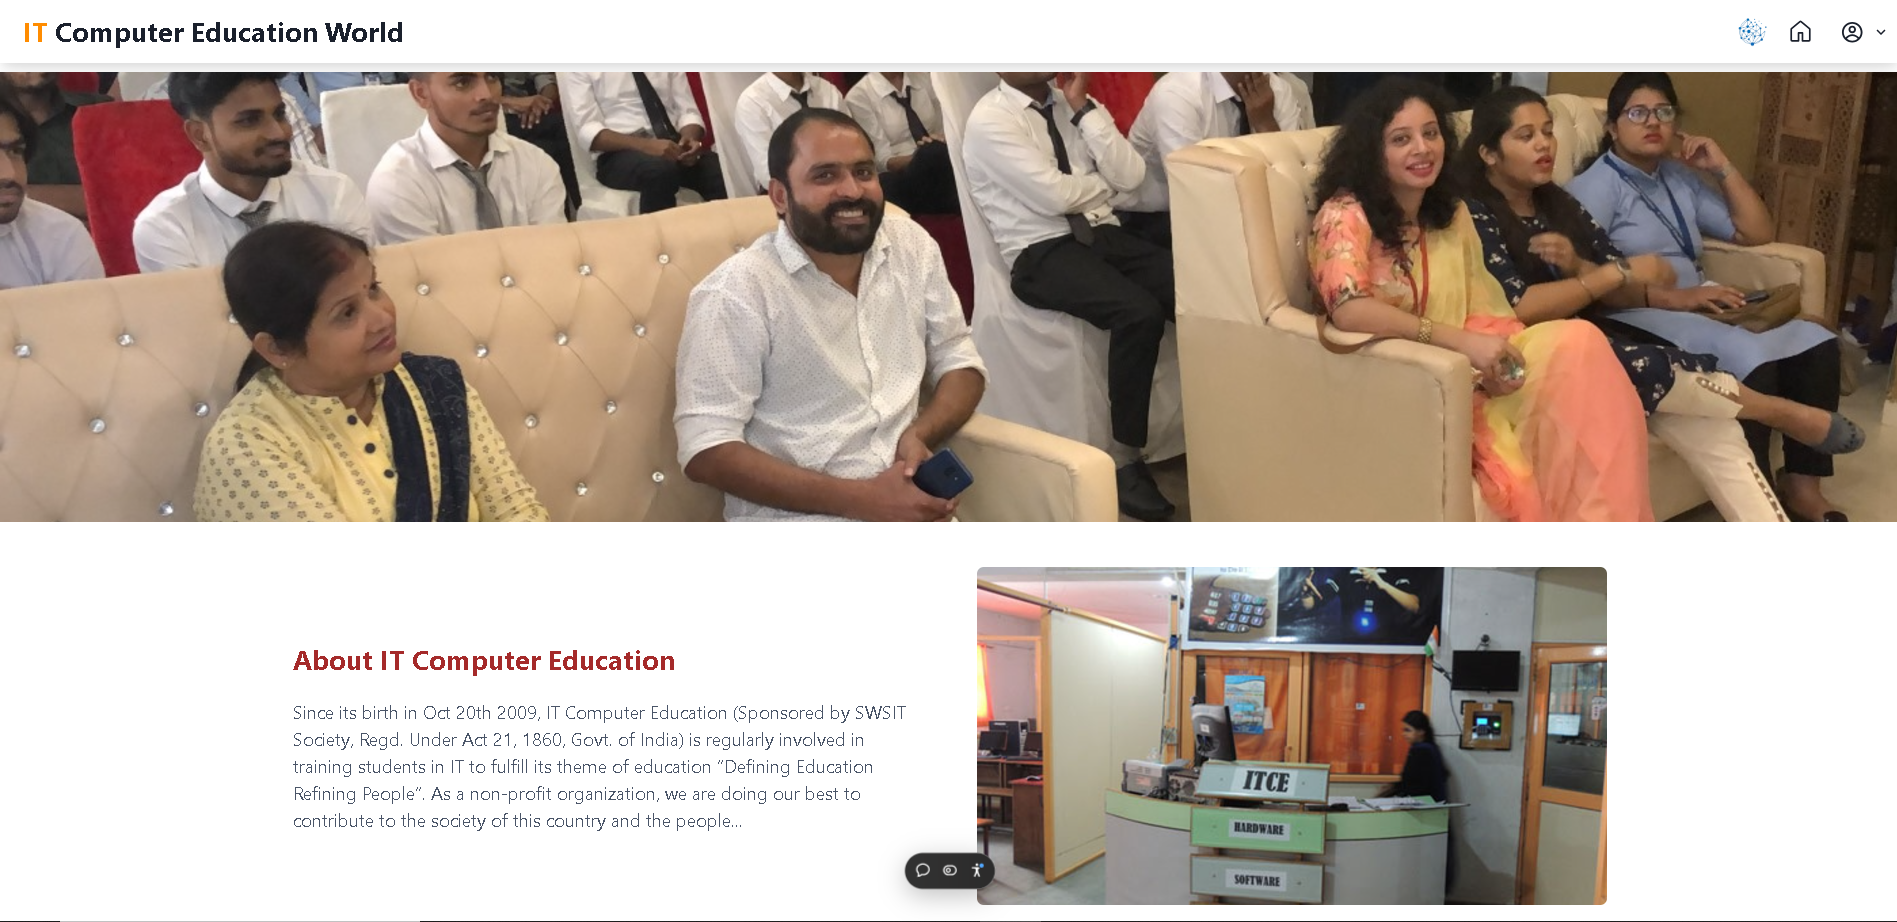 IT Computer Education World
About IT Computer Education
Since its birth in Oct 20th 2009, IT Computer Education (Sponsored by SWSIT
Society, Regd. Under Act 21, 1860, Govt. of India) is regularly involved in
training students in IT to fulfill its theme of education “Defining Education
Refining People”. As a non-profit organization, we are doing our best to
contribute to the society of this country and the people...
ITCE
HARDWARE
SOFTWARE